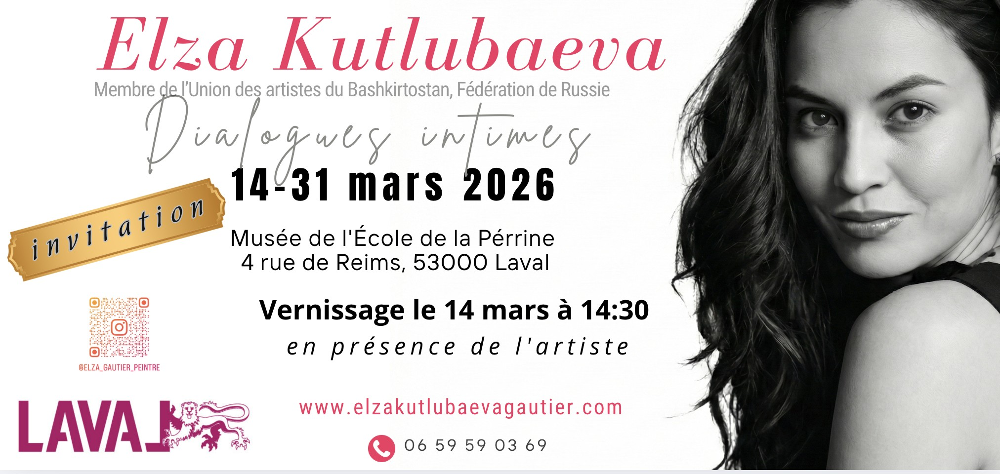 Elza Kutlubaeva
Membre de l’Union des artistes du Bashkirtostan, Fédération de Russie
Dialogues intimes
14-31 mars 2026
invitation
Musée de l'École de la Pérrine
4 rue de Reims, 53000 Laval
Vernissage le 14 mars à 14:30
en présence de l'artiste
@ELZA_GAUTIER_PEINTRE
www.elzakutlubaevagautier.com
LAVAL
06 59 59 03 69